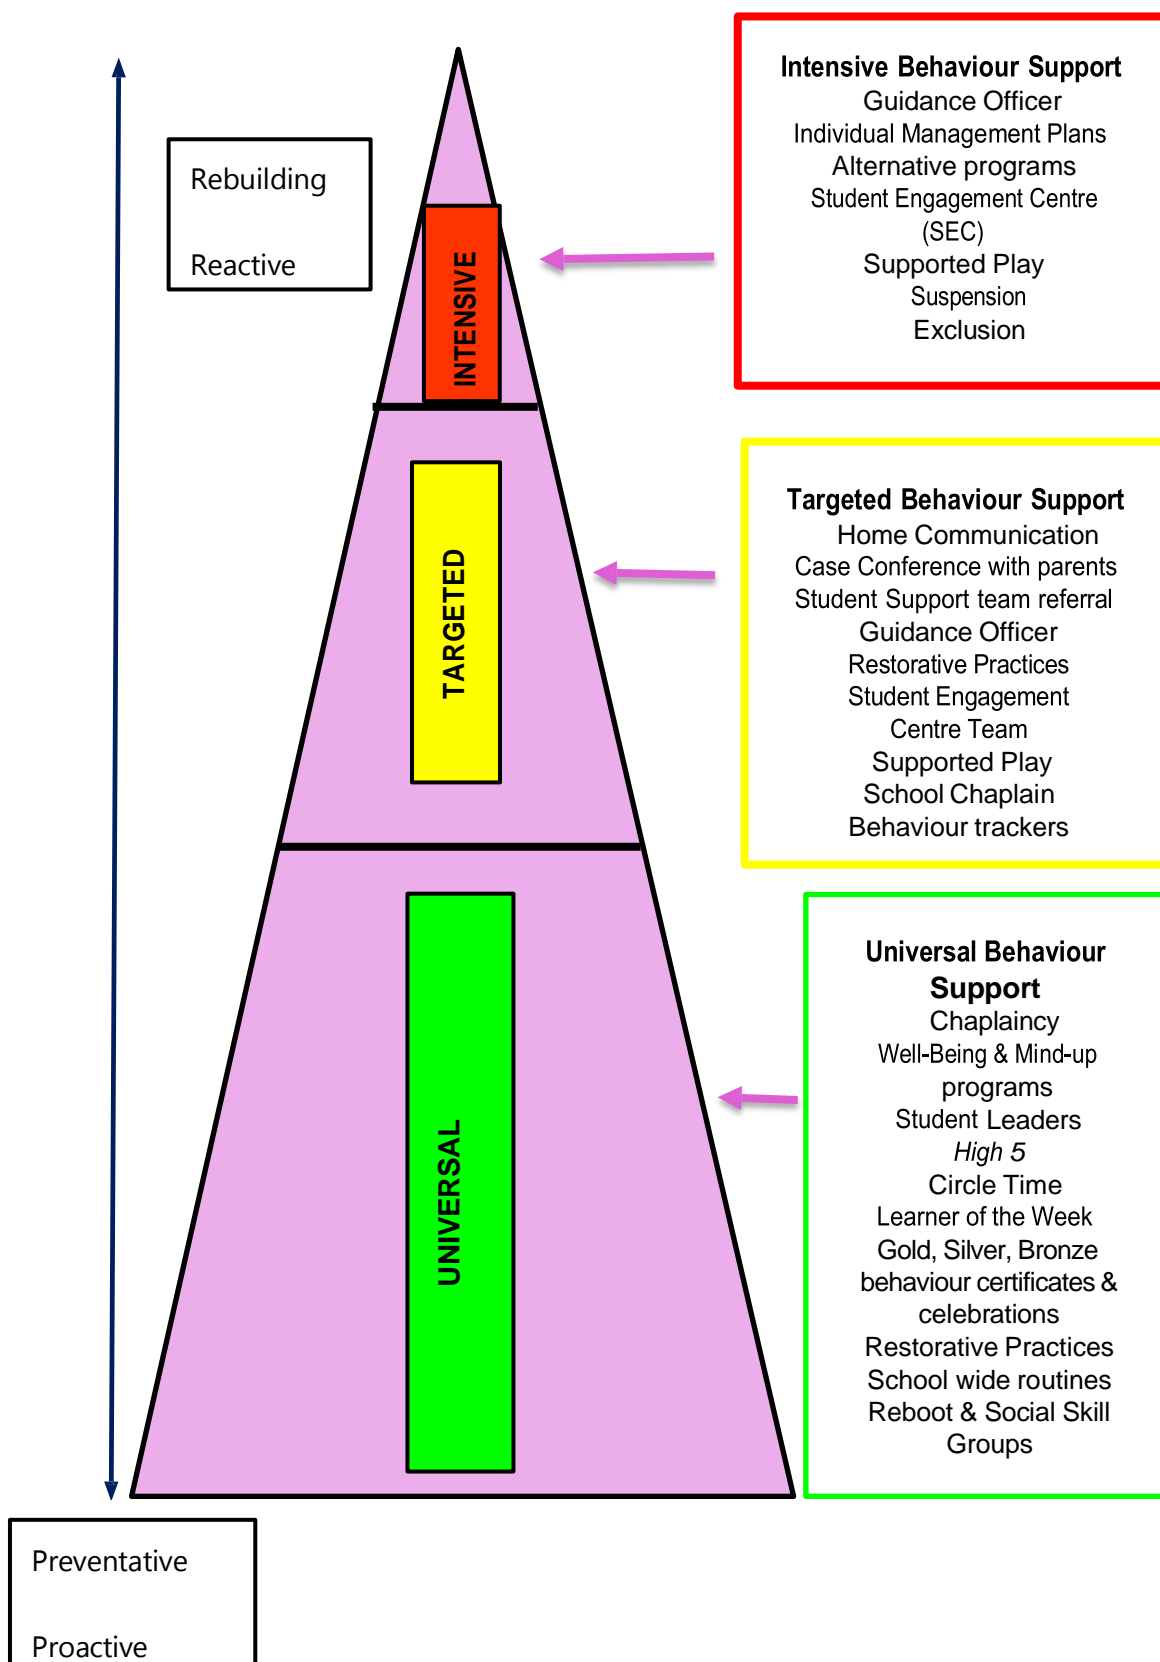 Rebuilding
Reactive
INTENSIVE
Intensive Behaviour Support
Guidance Officer
Individual Management Plans
Alternative programs
Student Engagement Centre
(SEC)
Supported Play
Suspension
Exclusion
TARGETED
Targeted Behaviour Support
Home Communication
Case Conference with parents
Student Support team referral
Guidance Officer
Restorative Practices
Student Engagement
Centre Team
Supported Play
School Chaplain
Behaviour trackers
UNIVERSAL
Universal Behaviour
Support
Chaplaincy
Well-Being & Mind-up
programs
Student Leaders
High 5
Circle Time
Learner of the Week
Gold, Silver, Bronze
behaviour certificates &
celebrations
Restorative Practices
School wide routines
Reboot & Social Skill
Groups
Preventative
Proactive